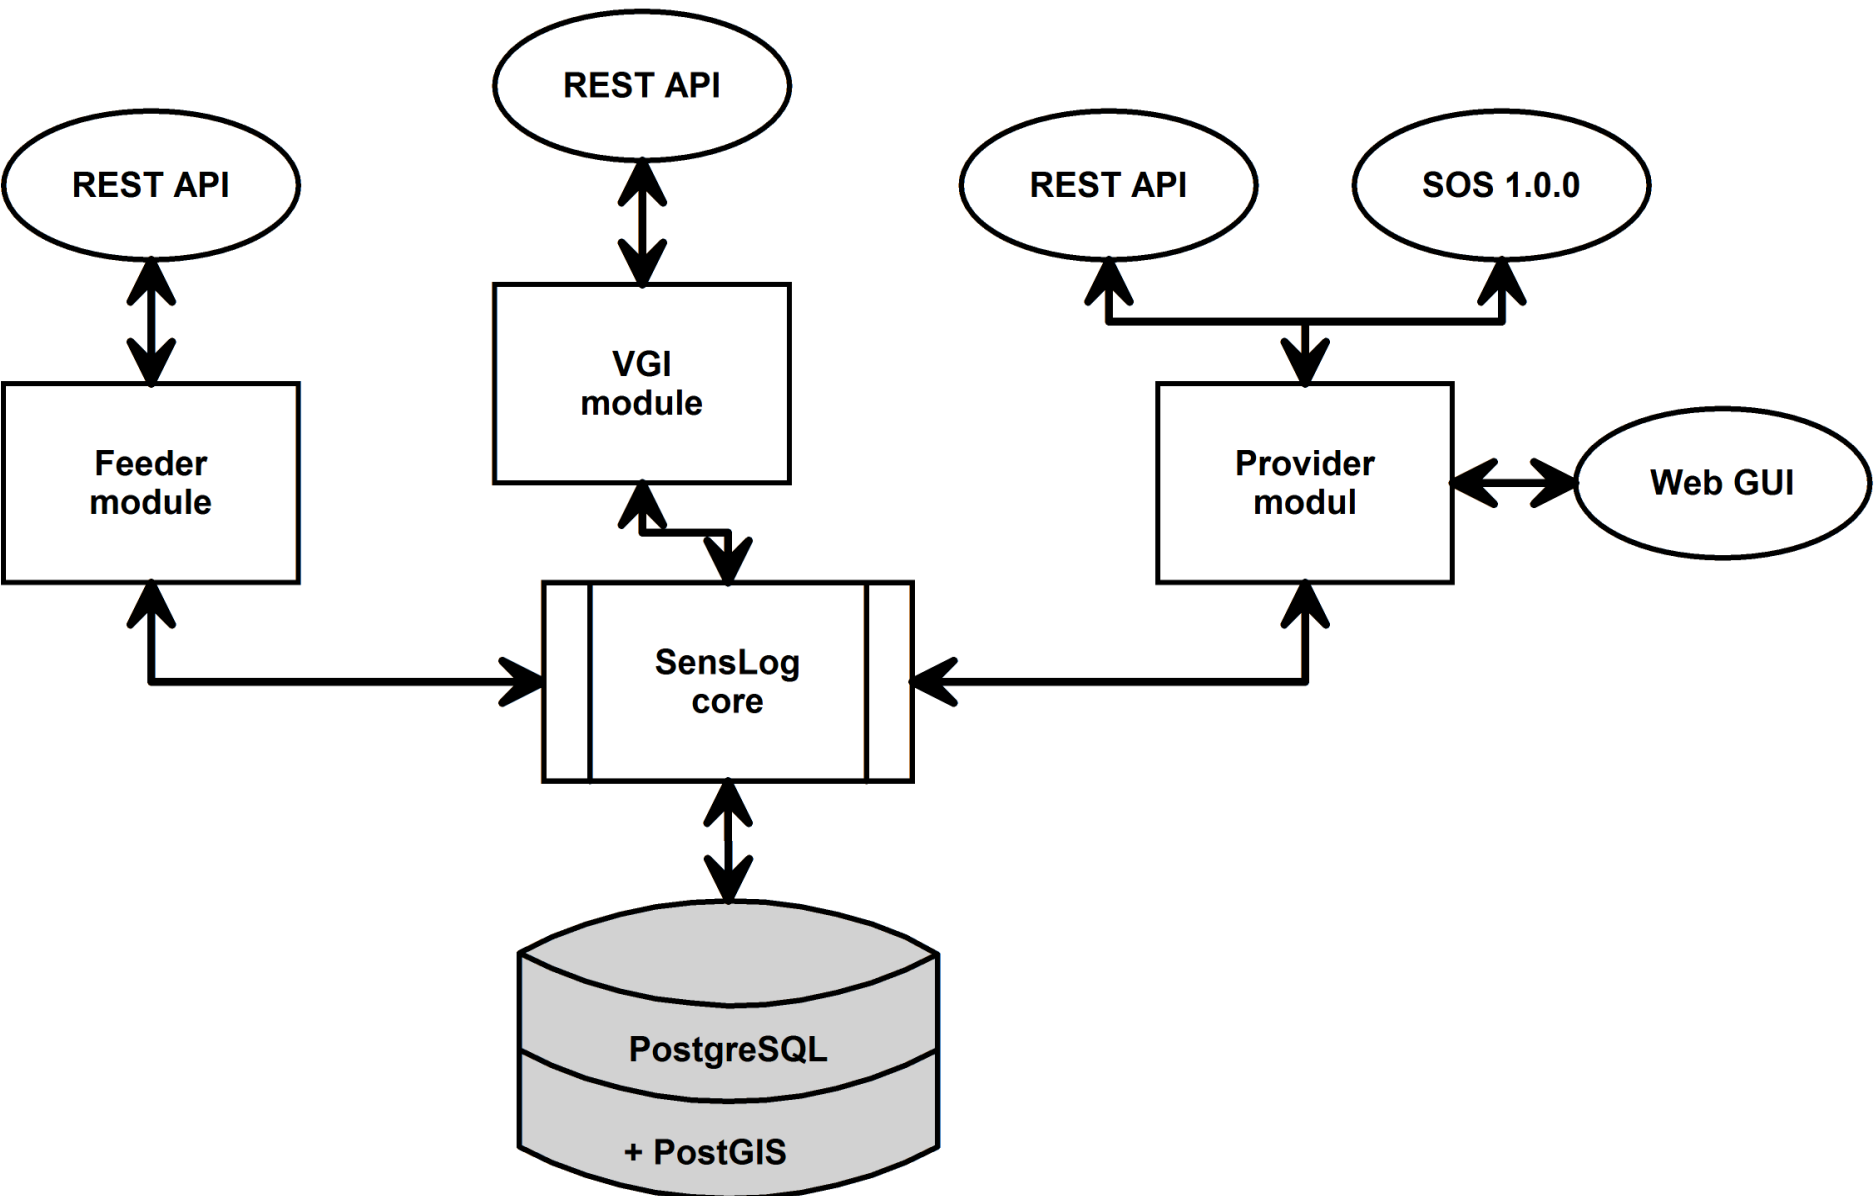 REST API
REST API
REST API
SOS 1.0.0
VGI
module
Feeder
module
Provider
modul
Web GUI
SensLog
core
PostgreSQL
+ PostGIS